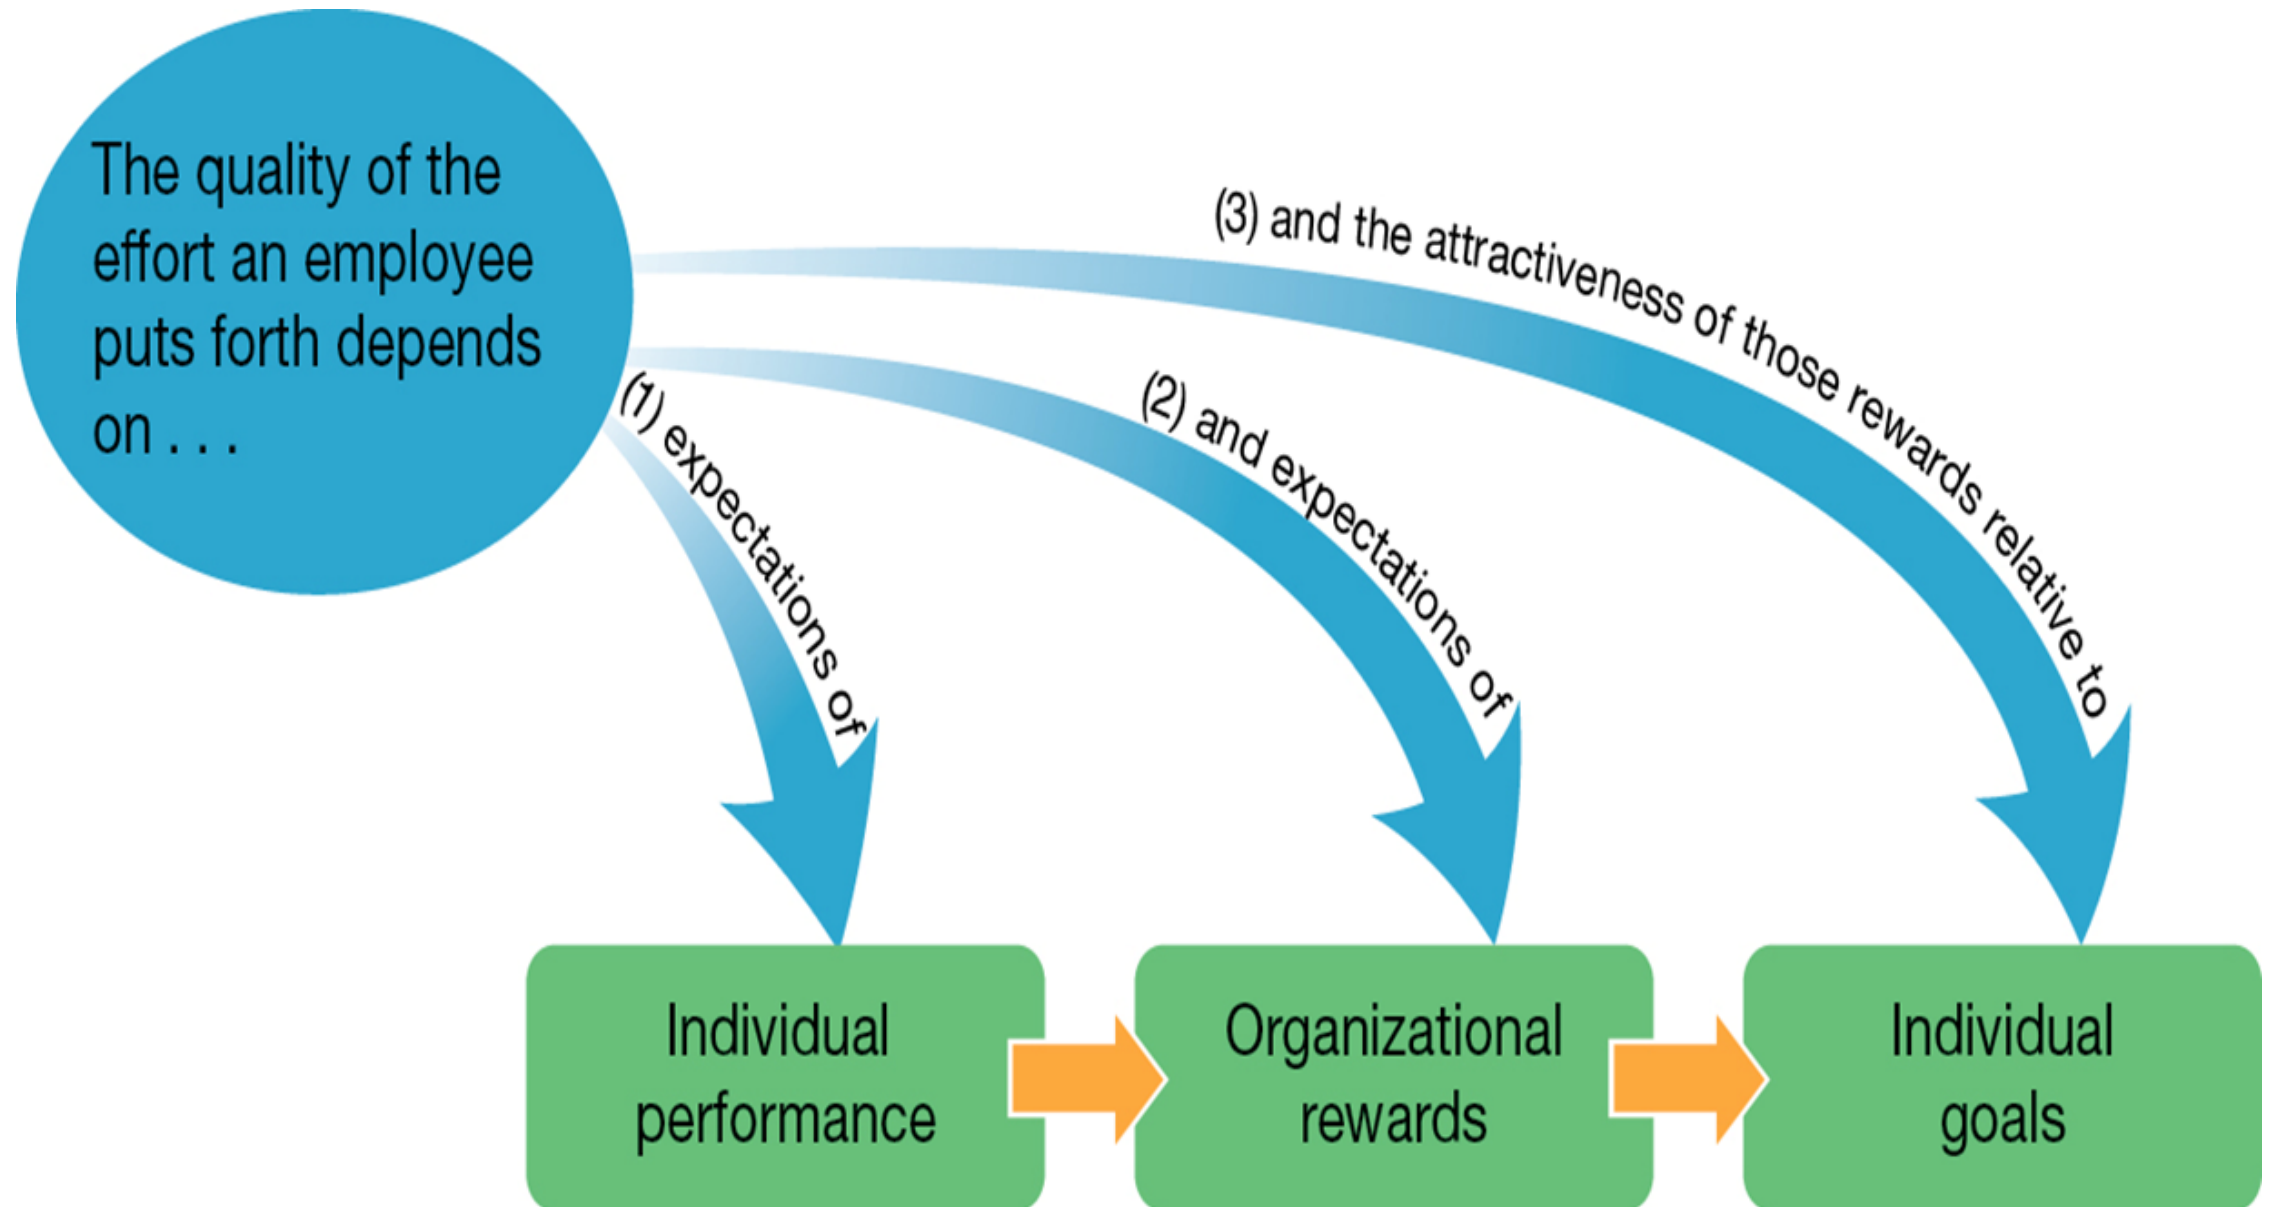 The quality of the
effort an employee
puts forth depends
on . . .
(1) expectations of
(2) and expectations of
(3) and the attractiveness of those rewards relative to
Individual
performance
Organizational
rewards
Individual
goals